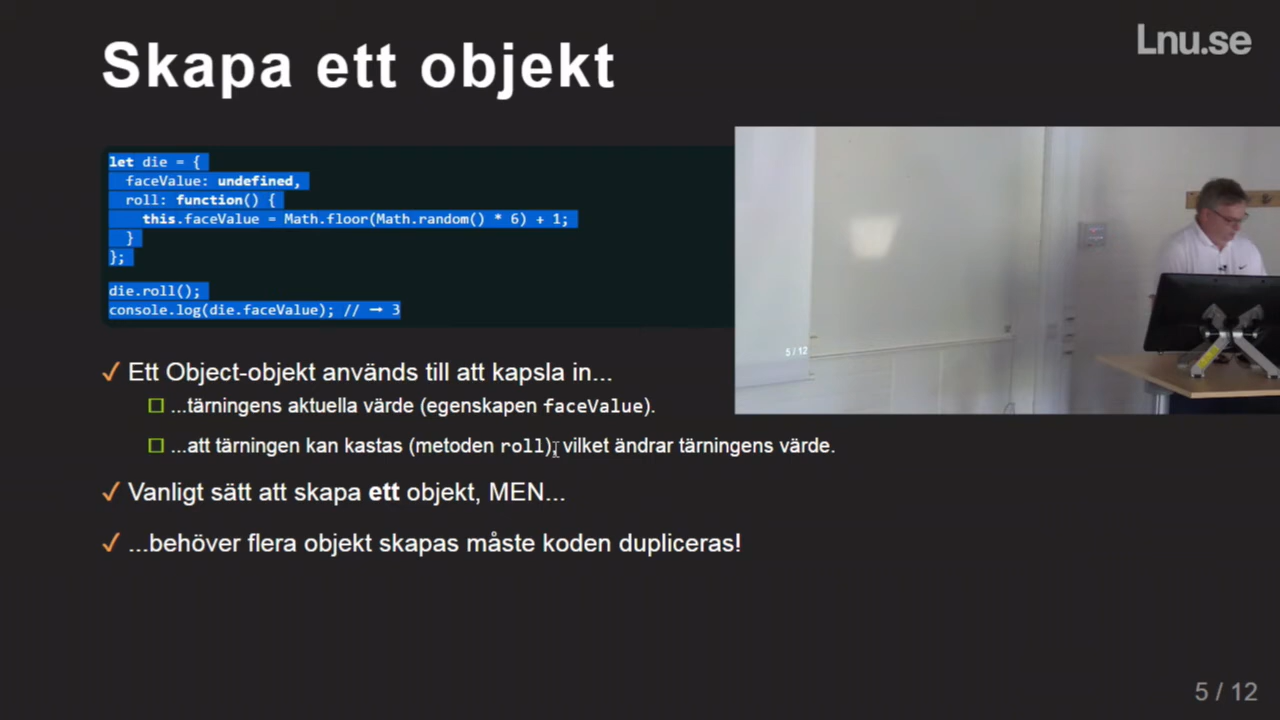 Skapa ett objekt
Lnu.se
let die = {
  faceValue: undefined,
  roll: function() {
    this.faceValue = Math.floor(Math.random() * 6) + 1;
  }
};
die.roll();
console.log(die.faceValue); // → 3
5 / 12
✓ Ett Object-objekt används till att kapsla in...
□ ...tärningens aktuella värde (egenskapen faceValue).
□ ...att tärningen kan kastas (metoden roll), vilket ändrar tärningens värde.
✓ Vanligt sätt att skapa ett objekt, MEN...
✓ ...behöver flera objekt skapas måste koden dupliceras!
5 / 12